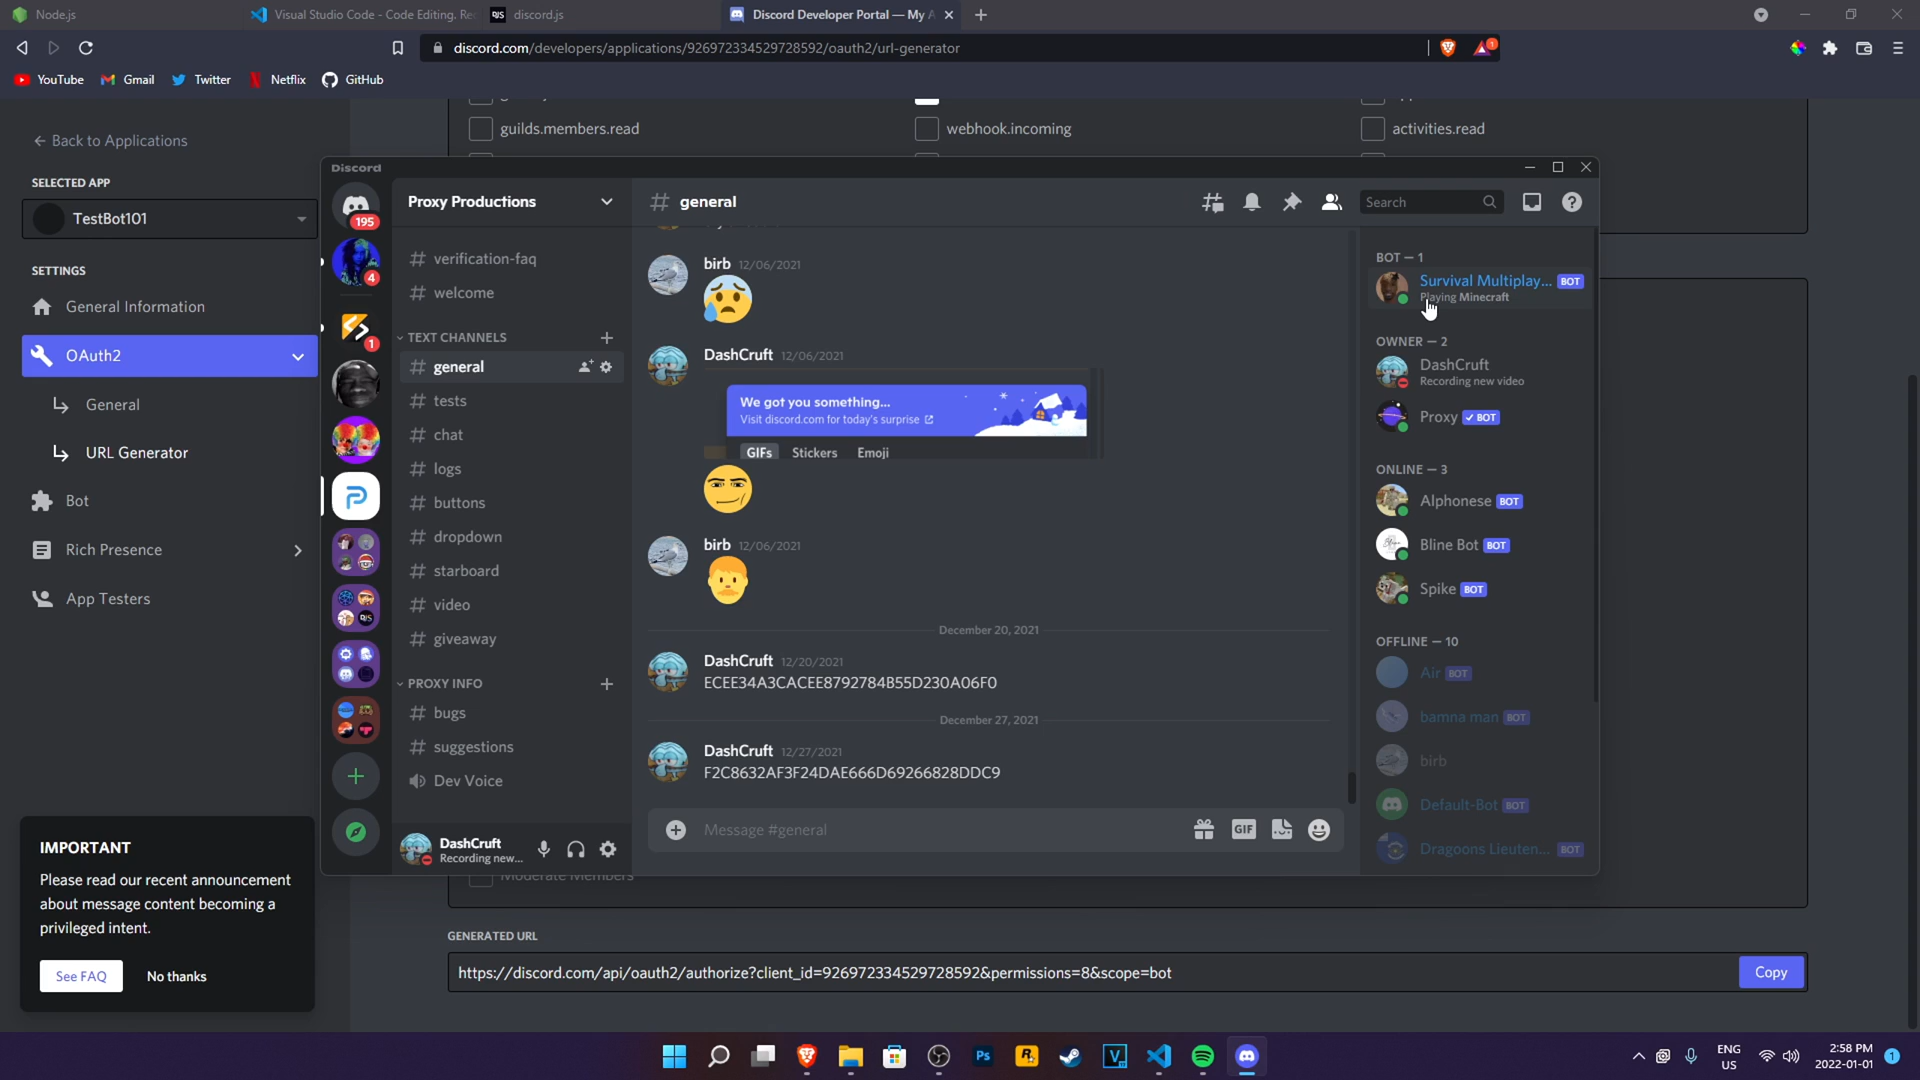 Node.js
Visual Studio Code - Code Editing. Re
discord.js
Discord Developer Portal — My A
discord.com/developers/applications/926972334529728592/oauth2/url-generator
1
YouTube
Gmail
Twitter
Netflix
GitHub
guilds.members.read
webhook.incoming
activities.read
← Back to Applications
SELECTED APP
TestBot101
SETTINGS
General Information
OAuth2
General
URL Generator
Bot
Rich Presence
App Testers
IMPORTANT
Please read our recent announcement
about message content becoming a
privileged intent.
See FAQ
No thanks
Discord
195
4
1
Proxy Productions
# verification-faq
# welcome
TEXT CHANNELS
# general
# tests
# chat
# logs
# buttons
# dropdown
# starboard
# video
# giveaway
PROXY INFO
# bugs
# suggestions
Dev Voice
DashCruft
Recording new...
# general
Search
birb 12/06/2021
DashCruft 12/06/2021
We got you something...
Visit discord.com for today's surprise
GIFs
Stickers
Emoji
birb 12/06/2021
December 20, 2021
DashCruft 12/20/2021
ECEE34A3CACEE8792784B55D230A06F0
December 27, 2021
DashCruft 12/27/2021
F2C8632AF3F24DAE666D69266828DDC9
Message #general
GIF
BOT — 1
Survival Multiplay... BOT
Playing Minecraft
OWNER — 2
DashCruft
Recording new video
Proxy ✓ BOT
ONLINE — 3
Alphonese BOT
Bline Bot BOT
Spike BOT
OFFLINE — 10
Air BOT
bamna man BOT
birb
Default-Bot BOT
Dragoons Lieuten... BOT
Moderate Members
GENERATED URL
https://discord.com/api/oauth2/authorize?client_id=926972334529728592&permissions=8&scope=bot
Copy
Ps
ENG
US
2:58 PM
2022-01-01
1